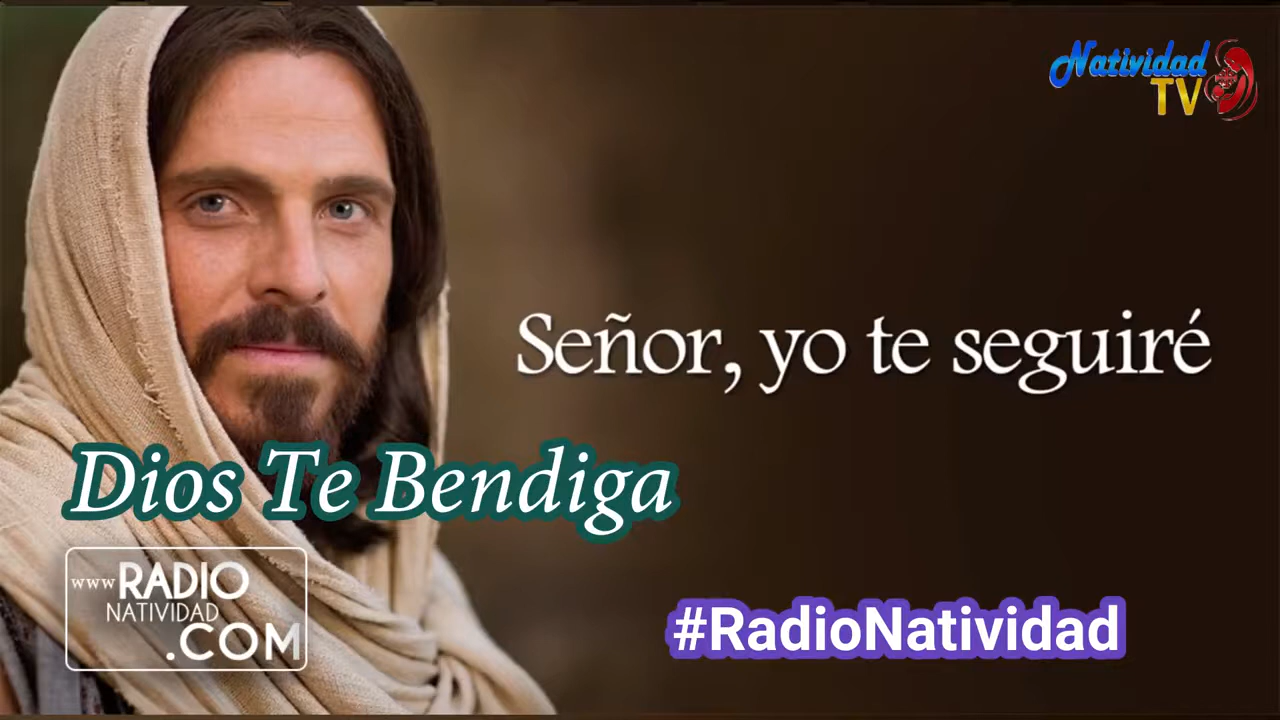 Natividad
TV
Señor, yo te seguiré
Dios Te Bendiga
www RADIO
NATIVIDAD
.COM
#RadioNatividad